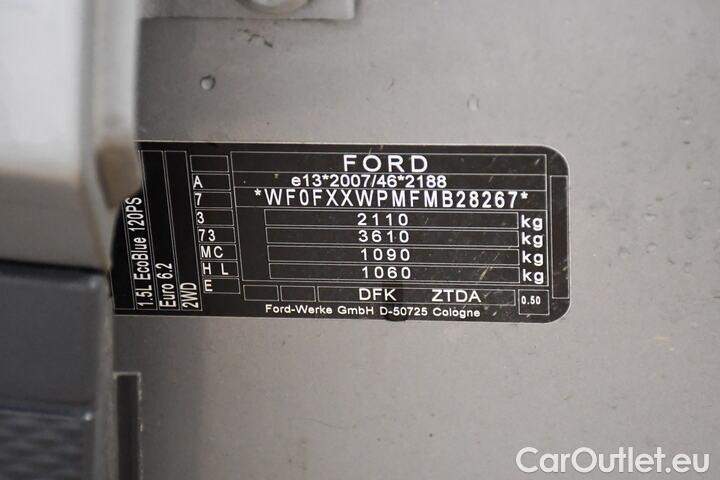 FORD
e13*2007/46*2188
*WF0FXXWPMFMB28267*
2110 kg
3610 kg
1090 kg
1060 kg
DFK ZTDA 0.50
Ford-Werke GmbH D-50725 Cologne
A
7
3
73
MC
H L
E
1.5L EcoBlue 120PS
Euro 6.2
2WD
CarOutlet.eu